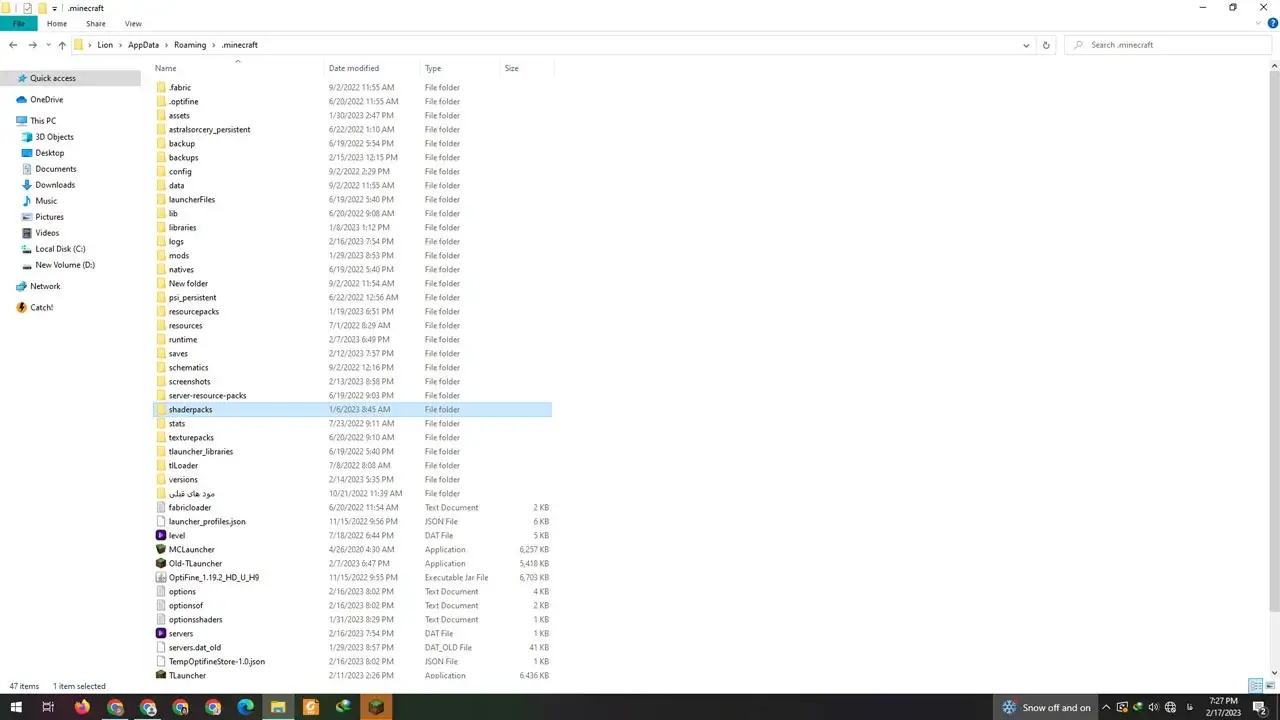 .minecraft
File Home Share View
Lion AppData Roaming .minecraft
Search .minecraft
Name Date modified Type Size
Quick access
OneDrive
This PC
3D Objects
Desktop
Documents
Downloads
Music
Pictures
Videos
Local Disk (C:)
New Volume (D:)
Network
Catch!
.fabric 9/2/2022 11:55 AM File folder
.optifine 6/20/2022 11:55 AM File folder
assets 1/30/2023 2:47 PM File folder
astralsorcery_persistent 6/22/2022 1:10 AM File folder
backup 6/19/2022 5:54 PM File folder
backups 2/15/2023 12:15 PM File folder
config 9/2/2022 2:29 PM File folder
data 9/2/2022 11:55 AM File folder
launcherFiles 6/19/2022 5:40 PM File folder
lib 6/20/2022 9:08 AM File folder
libraries 1/8/2023 1:12 PM File folder
logs 2/16/2023 7:54 PM File folder
mods 1/29/2023 8:53 PM File folder
natives 6/19/2022 5:40 PM File folder
New folder 9/2/2022 11:54 AM File folder
psi_persistent 6/22/2022 12:56 AM File folder
resourcepacks 1/19/2023 6:51 PM File folder
resources 7/1/2022 8:29 AM File folder
runtime 2/7/2023 6:49 PM File folder
saves 2/12/2023 7:57 PM File folder
schematics 9/2/2022 12:16 PM File folder
screenshots 2/13/2023 8:58 PM File folder
server-resource-packs 6/19/2022 9:03 PM File folder
shaderpacks 1/6/2023 8:45 AM File folder
stats 7/23/2022 9:11 AM File folder
texturepacks 6/20/2022 9:10 AM File folder
tlauncher_libraries 6/19/2022 5:40 PM File folder
tlLoader 7/8/2022 8:08 AM File folder
versions 2/14/2023 5:35 PM File folder
مود های قبلی 10/21/2022 11:39 AM File folder
fabricloader 6/20/2022 11:54 AM Text Document 2 KB
launcher_profiles.json 11/15/2022 9:56 PM JSON File 6 KB
level 7/18/2022 6:44 PM DAT File 5 KB
MCLauncher 4/26/2020 4:30 AM Application 6,257 KB
Old-TLauncher 2/7/2023 6:47 PM Application 5,418 KB
OptiFine_1.19.2_HD_U_H9 11/15/2022 9:55 PM Executable Jar File 6,703 KB
options 2/16/2023 8:02 PM Text Document 4 KB
optionsof 2/16/2023 8:02 PM Text Document 2 KB
optionsshaders 1/31/2023 8:29 PM Text Document 1 KB
servers 2/16/2023 7:54 PM DAT File 1 KB
servers.dat_old 1/29/2023 8:57 PM DAT_OLD File 41 KB
TempOptifineStore-1.0.json 2/16/2023 8:02 PM JSON File 1 KB
TLauncher 2/11/2023 2:26 PM Application 6,436 KB
47 items 1 item selected
Snow off and on
7:27 PM
2/17/2023